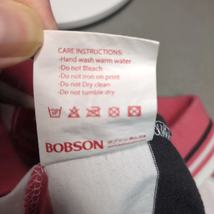 CARE INSTRUCTIONS:
-Hand wash warm water
-Do not Bleach
-Do not iron on print
-Do not Dry clean
-Do not tumble dry
BOBSON